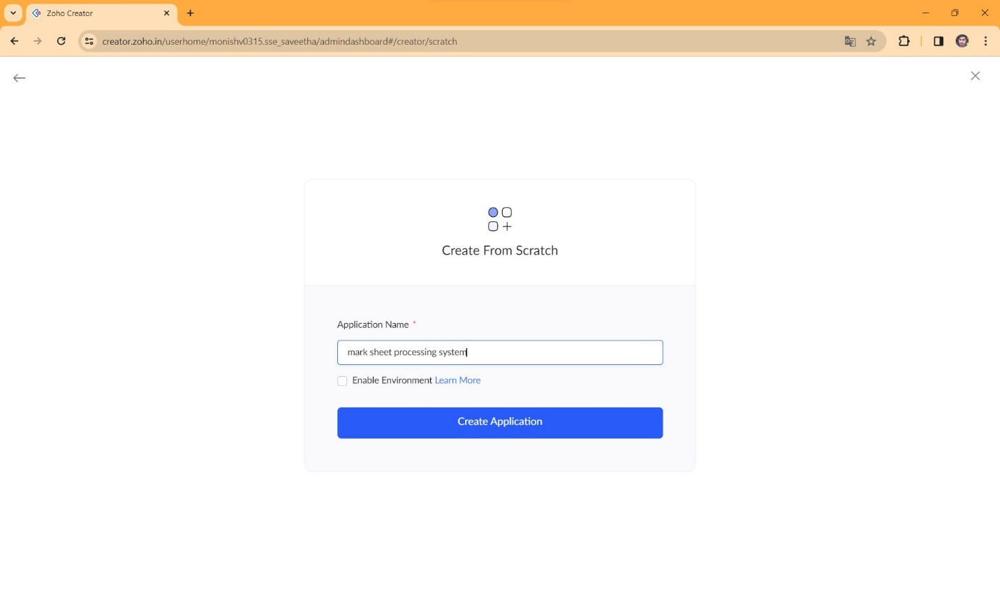 Zoho Creator
creator.zoho.in/userhome/monishv0315.sse_saveetha/admindashboard#/creator/scratch
Create From Scratch
Application Name *
mark sheet processing system
Enable Environment Learn More
Create Application